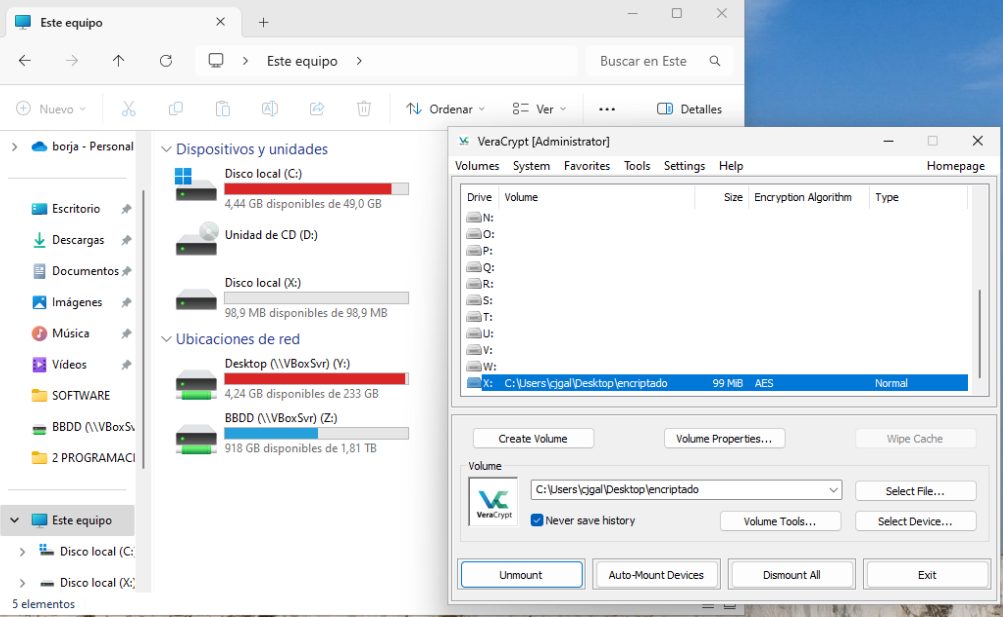 Este equipo
Este equipo
Buscar en Este
Nuevo
Ordenar
Ver
Detalles
borja - Personal
Escritorio
Descargas
Documentos
Imágenes
Música
Vídeos
SOFTWARE
BBDD (\\VBoxSv
2 PROGRAMACI
Este equipo
Disco local (C:
Disco local (X:)
5 elementos
Dispositivos y unidades
Disco local (C:)
4,44 GB disponibles de 49,0 GB
Unidad de CD (D:)
Disco local (X:)
98,9 MB disponibles de 98,9 MB
Ubicaciones de red
Desktop (\\VBoxSvr) (Y:)
4,24 GB disponibles de 233 GB
BBDD (\\VBoxSvr) (Z:)
918 GB disponibles de 1,81 TB
VeraCrypt [Administrator]
Volumes System Favorites Tools Settings Help Homepage
Drive Volume Size Encryption Algorithm Type
N:
O:
P:
Q:
R:
S:
T:
U:
V:
W:
X: C:\Users\cjgal\Desktop\encriptado 99 MiB AES Normal
Create Volume Volume Properties... Wipe Cache
Volume
VeraCrypt
C:\Users\cjgal\Desktop\encriptado Select File...
Never save history Volume Tools... Select Device...
Unmount Auto-Mount Devices Dismount All Exit